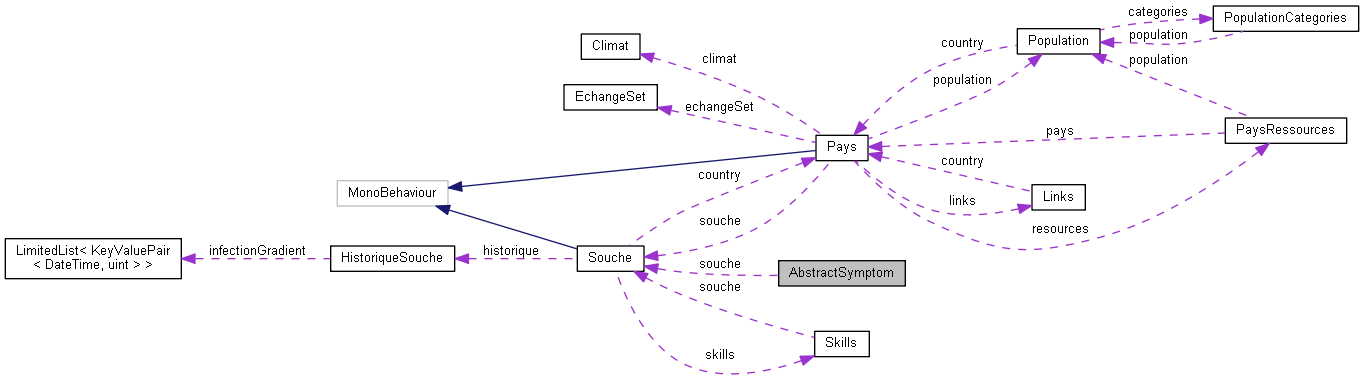 categories
PopulationCategories
Climat
climat
country
Population
population
population
population
EchangeSet
echangeSet
Pays
pays
PaysRessources
MonoBehaviour
country
country
Links
links
souche
resources
LimitedList< KeyValuePair
< DateTime, uint > >
infectionGradient
HistoriqueSouche
historique
Souche
souche
AbstractSymptom
souche
skills
Skills